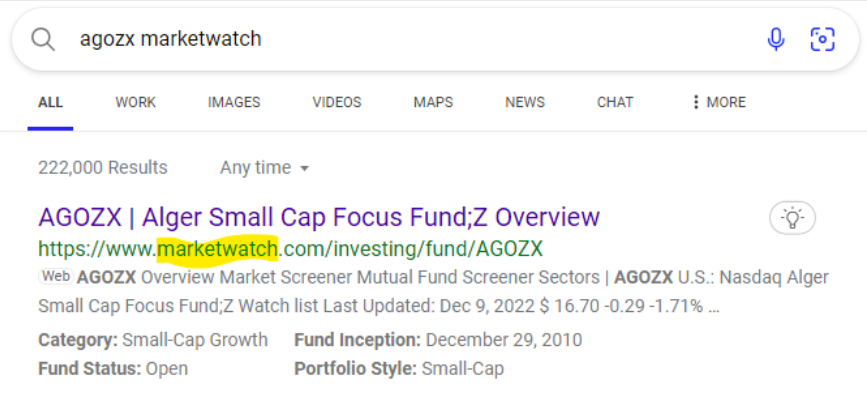 agozx marketwatch
ALL WORK IMAGES VIDEOS MAPS NEWS CHAT MORE
222,000 Results Any time
AGOZX | Alger Small Cap Focus Fund;Z Overview
https://www.marketwatch.com/investing/fund/AGOZX
Web AGOZX Overview Market Screener Mutual Fund Screener Sectors | AGOZX U.S.: Nasdaq Alger
Small Cap Focus Fund;Z Watch list Last Updated: Dec 9, 2022 $ 16.70 -0.29 -1.71% ...
Category: Small-Cap Growth Fund Inception: December 29, 2010
Fund Status: Open Portfolio Style: Small-Cap